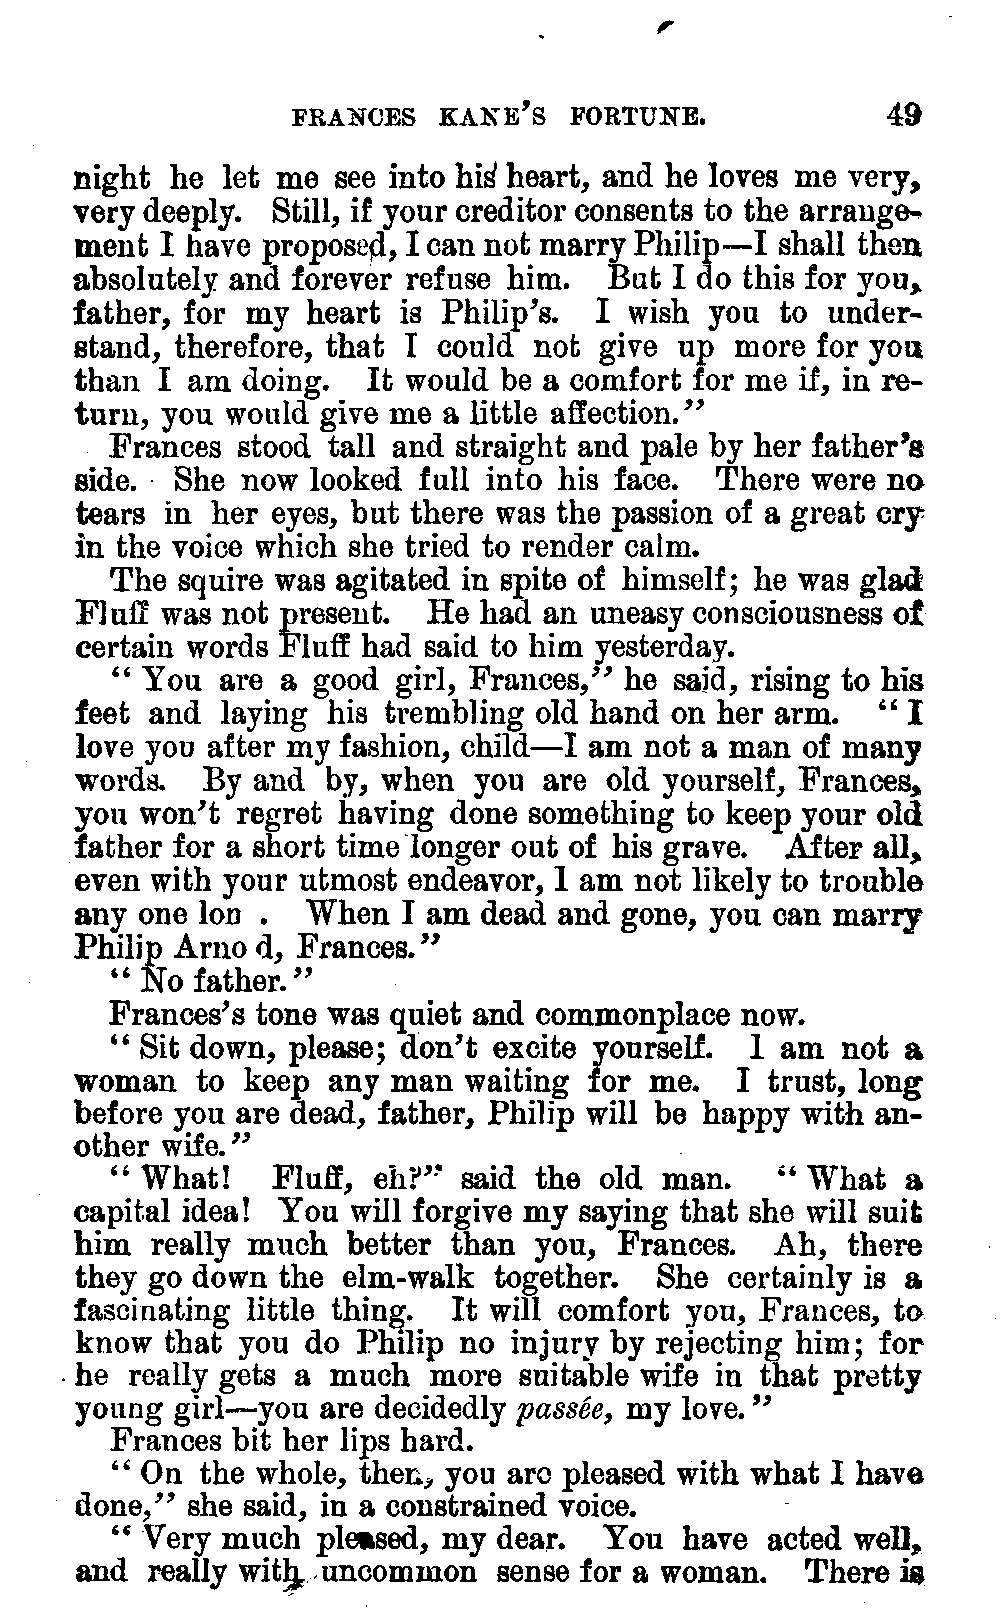 FRANCES KANE'S FORTUNE. 49
night he let me see into his heart, and he loves me very,
very deeply. Still, if your creditor consents to the arrange-
ment I have proposed, I can not marry Philip—I shall then
absolutely and forever refuse him. But I do this for you,
father, for my heart is Philip's. I wish you to under-
stand, therefore, that I could not give up more for you
than I am doing. It would be a comfort for me if, in re-
turn, you would give me a little affection."
Frances stood tall and straight and pale by her father's
side. She now looked full into his face. There were no
tears in her eyes, but there was the passion of a great cry
in the voice which she tried to render calm.
The squire was agitated in spite of himself; he was glad
Fluff was not present. He had an uneasy consciousness of
certain words Fluff had said to him yesterday.
"You are a good girl, Frances," he said, rising to his
feet and laying his trembling old hand on her arm. "I
love you after my fashion, child—I am not a man of many
words. By and by, when you are old yourself, Frances,
you won't regret having done something to keep your old
father for a short time longer out of his grave. After all,
even with your utmost endeavor, I am not likely to trouble
any one lon . When I am dead and gone, you can marry
Philip Arno d, Frances."
"No father."
Frances's tone was quiet and commonplace now.
"Sit down, please; don't excite yourself. I am not a
woman to keep any man waiting for me. I trust, long
before you are dead, father, Philip will be happy with an-
other wife."
"What! Fluff, eh?" said the old man. "What a
capital idea! You will forgive my saying that she will suit
him really much better than you, Frances. Ah, there
they go down the elm-walk together. She certainly is a
fascinating little thing. It will comfort you, Frances, to
know that you do Philip no injury by rejecting him; for
he really gets a much more suitable wife in that pretty
young girl—you are decidedly passée, my love."
Frances bit her lips hard.
"On the whole, then, you are pleased with what I have
done," she said, in a constrained voice.
"Very much pleased, my dear. You have acted well,
and really with uncommon sense for a woman. There is